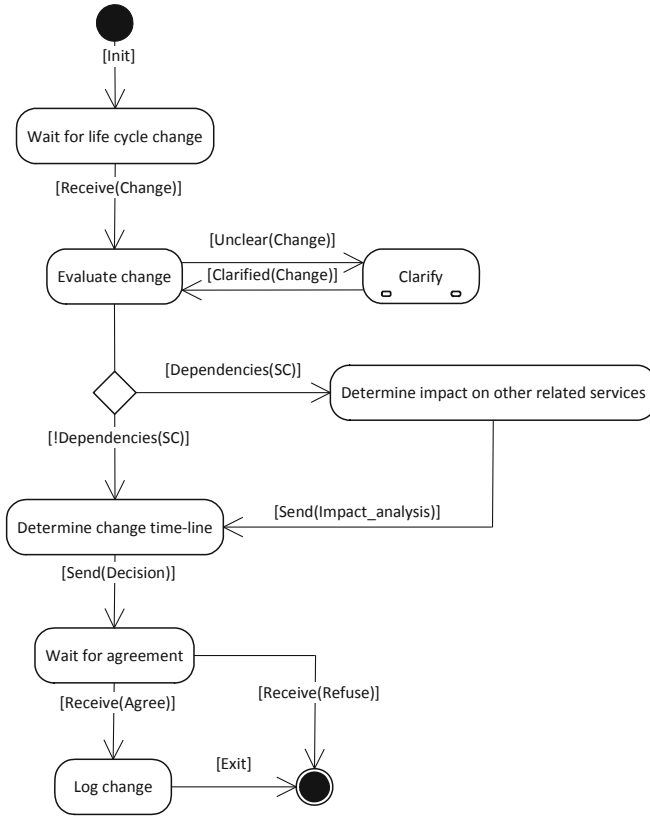 [Init]
Wait for life cycle change
[Receive(Change)]
[Unclear(Change)]
Evaluate change
[Clarified(Change)]
Clarify
[Dependencies(SC)]
Determine impact on other related services
[!Dependencies(SC)]
[Send(Impact_analysis)]
Determine change time-line
[Send(Decision)]
Wait for agreement
[Receive(Agree)]
[Receive(Refuse)]
[Exit]
Log change